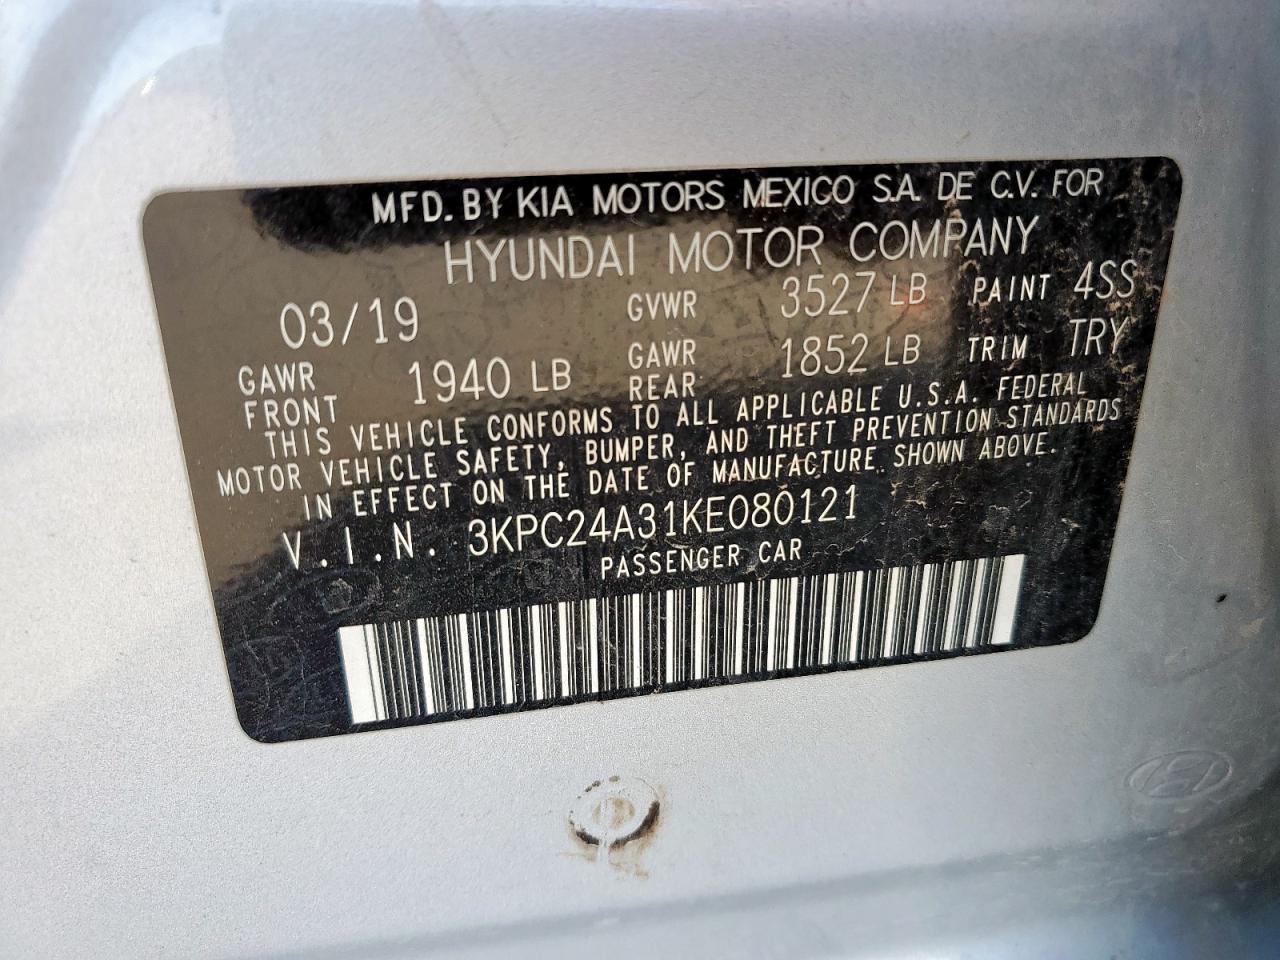 MFD. BY KIA MOTORS MEXICO S.A. DE C.V. FOR
HYUNDAI MOTOR COMPANY
03/19 GVWR 3527 LB PAINT 4SS
GAWR FRONT 1940 LB GAWR REAR 1852 LB TRIM TRY
THIS VEHICLE CONFORMS TO ALL APPLICABLE U.S.A. FEDERAL
MOTOR VEHICLE SAFETY, BUMPER, AND THEFT PREVENTION STANDARDS
IN EFFECT ON THE DATE OF MANUFACTURE SHOWN ABOVE.
V.I.N. 3KPC24A31KE080121
PASSENGER CAR